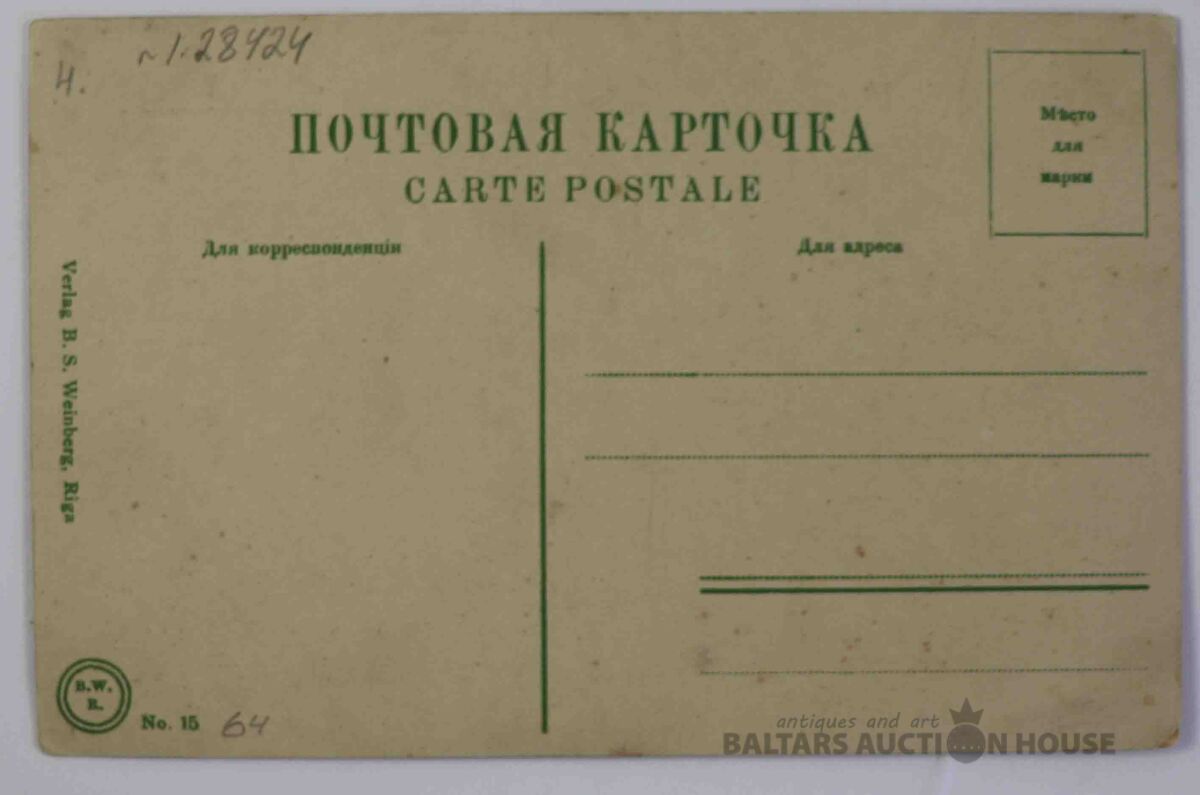 n 1.28424
4.
ПОЧТОВАЯ КАРТОЧКА
CARTE POSTALE
Мѣсто
для
марки
Для корреспонденціи
Для адреса
Verlag B. S. Weinberg, Riga
B.W.
R.
No. 15 64
antiques and art
BALTARS AUCTION HOUSE